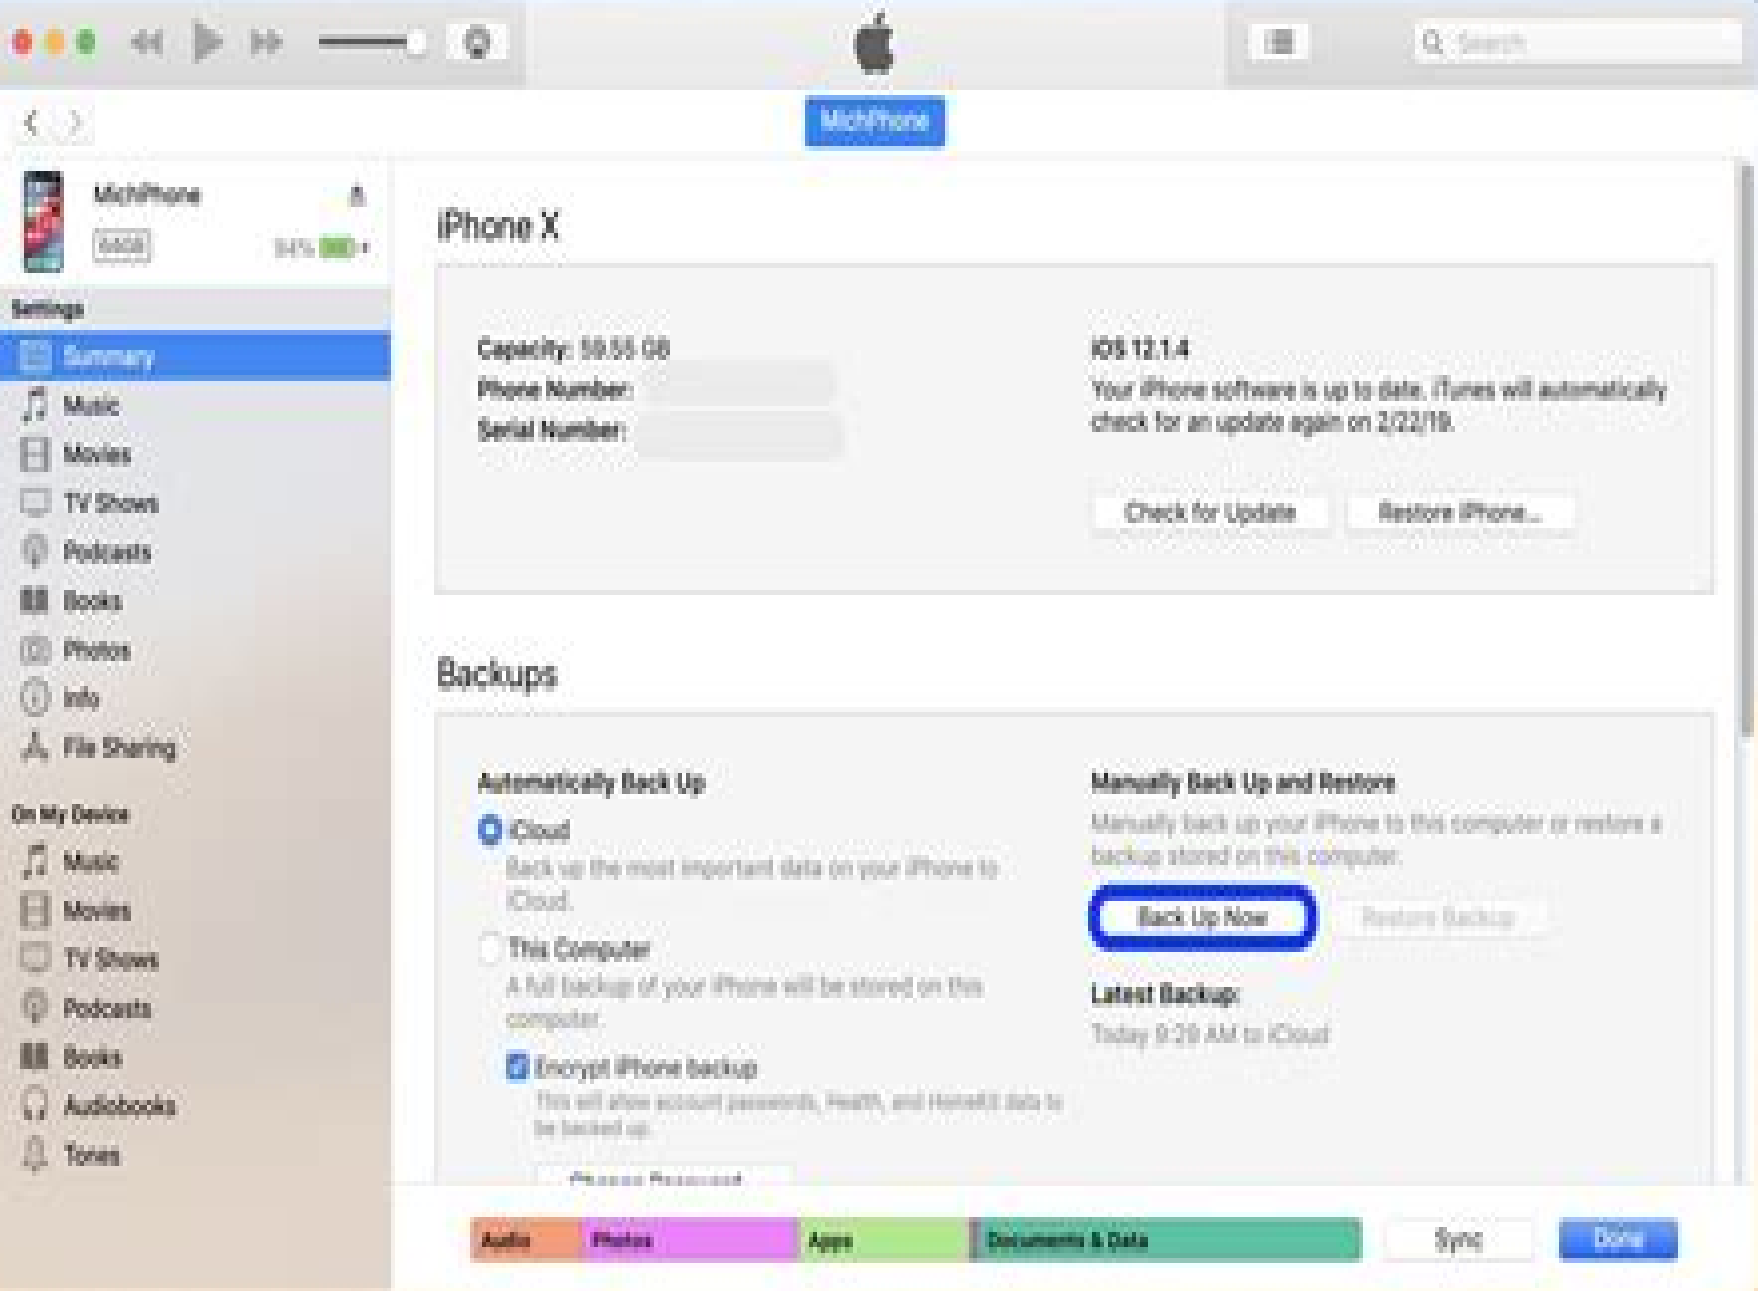 Search
MichPhone
MichPhone
64GB
94%
Settings
Summary
Music
Movies
TV Shows
Podcasts
Books
Photos
Info
File Sharing
On My Device
Music
Movies
TV Shows
Podcasts
Books
Audiobooks
Tones
iPhone X
Capacity: 59.55 GB
Phone Number:
Serial Number:
iOS 12.1.4
Your iPhone software is up to date. iTunes will automatically
check for an update again on 2/22/19.
Check for Update
Restore iPhone...
Backups
Automatically Back Up
iCloud
Back up the most important data on your iPhone to
iCloud.
This Computer
A full backup of your iPhone will be stored on this
computer.
Encrypt iPhone backup
This will allow account passwords, Health, and HomeKit data to
be backed up.
Change Password...
Manually Back Up and Restore
Manually back up your iPhone to this computer or restore a
backup stored on this computer.
Back Up Now
Restore Backup
Latest Backup:
Today 9:29 AM to iCloud
Audio
Photos
Apps
Documents & Data
Sync
Done